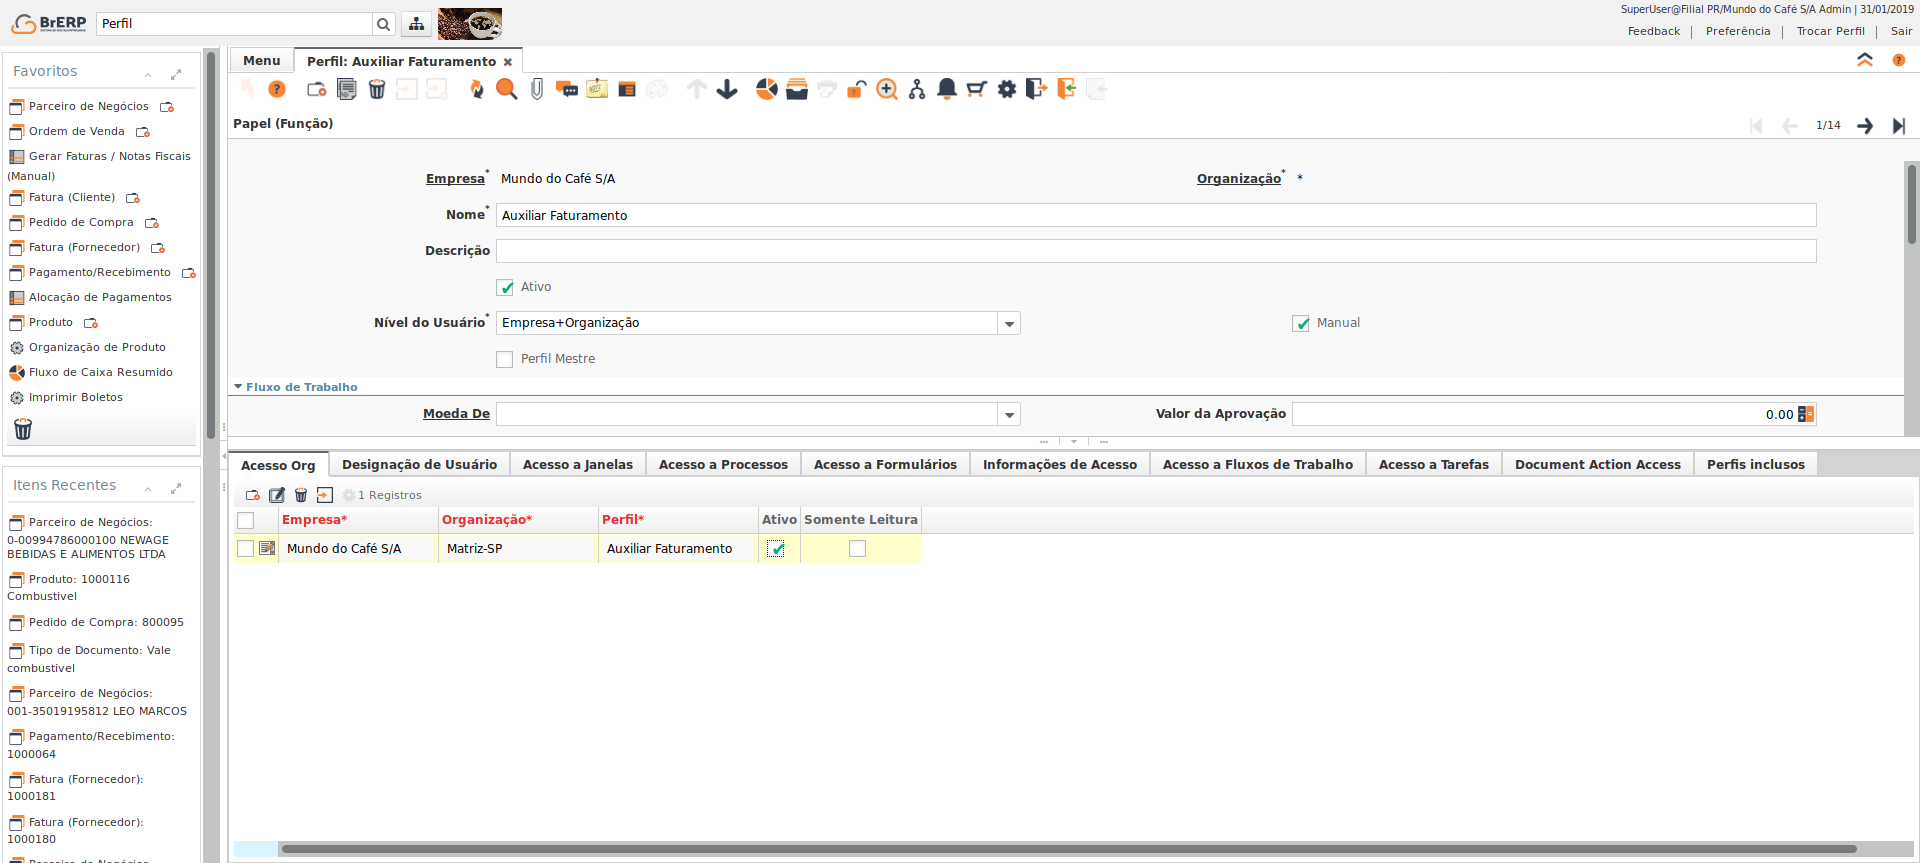 BrERP
Perfil
SuperUser@Filial PR/Mundo do Café S/A Admin | 31/01/2019
Feedback | Preferência | Trocar Perfil | Sair
Favoritos
Parceiro de Negócios
Ordem de Venda
Gerar Faturas / Notas Fiscais
(Manual)
Fatura (Cliente)
Pedido de Compra
Fatura (Fornecedor)
Pagamento/Recebimento
Alocação de Pagamentos
Produto
Organização de Produto
Fluxo de Caixa Resumido
Imprimir Boletos
Itens Recentes
Parceiro de Negócios:
0-00994786000100 NEWAGE
BEBIDAS E ALIMENTOS LTDA
Produto: 1000116
Combustivel
Pedido de Compra: 800095
Tipo de Documento: Vale
combustivel
Parceiro de Negócios:
001-35019195812 LEO MARCOS
Pagamento/Recebimento:
1000064
Fatura (Fornecedor):
1000181
Fatura (Fornecedor):
1000180
Parceiro de Negócios
Menu
Perfil: Auxiliar Faturamento
Papel (Função)
1/14
Empresa* Mundo do Café S/A
Organização* *
Nome* Auxiliar Faturamento
Descrição
Ativo
Nível do Usuário* Empresa+Organização
Manual
Perfil Mestre
Fluxo de Trabalho
Moeda De
Valor da Aprovação 0.00
Acesso Org
Designação de Usuário
Acesso a Janelas
Acesso a Processos
Acesso a Formulários
Informações de Acesso
Acesso a Fluxos de Trabalho
Acesso a Tarefas
Document Action Access
Perfis inclusos
1 Registros
Empresa* Organização* Perfil* Ativo Somente Leitura
Mundo do Café S/A Matriz-SP Auxiliar Faturamento